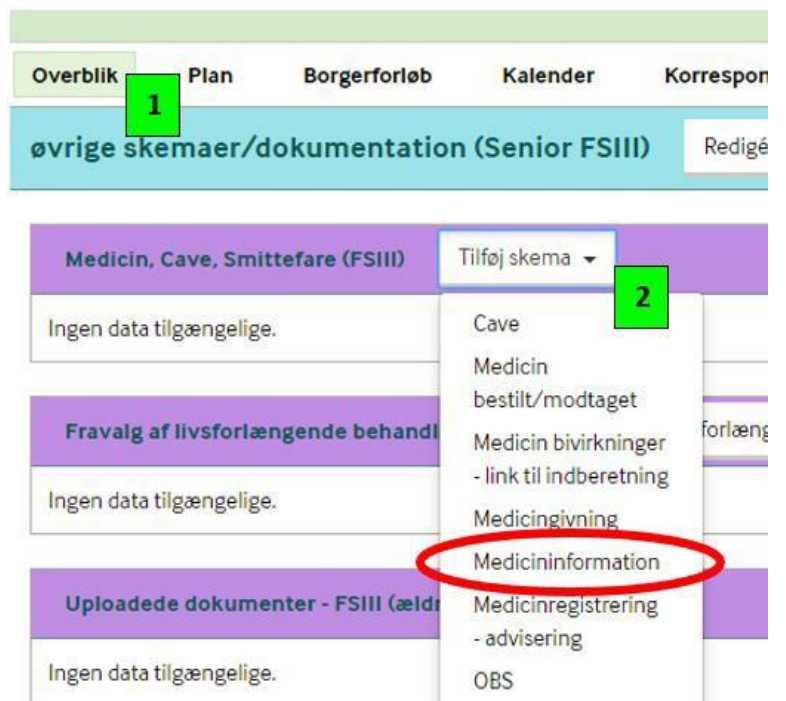 Overblik Plan Borgerforløb Kalender Korrespon
1
øvrige skemaer/dokumentation (Senior FSIII) Redigé
Medicin, Cave, Smittefare (FSIII) Tilføj skema
2
Ingen data tilgængelige.
Cave
Medicin
bestilt/modtaget
Fravalg af livsforlængende behandl
forlæng
Medicin bivirkninger
- link til indberetning
Ingen data tilgængelige.
Medicingivning
Medicininformation
Uploadede dokumenter - FSIII (ældr
Medicinregistrering
- advisering
Ingen data tilgængelige.
OBS